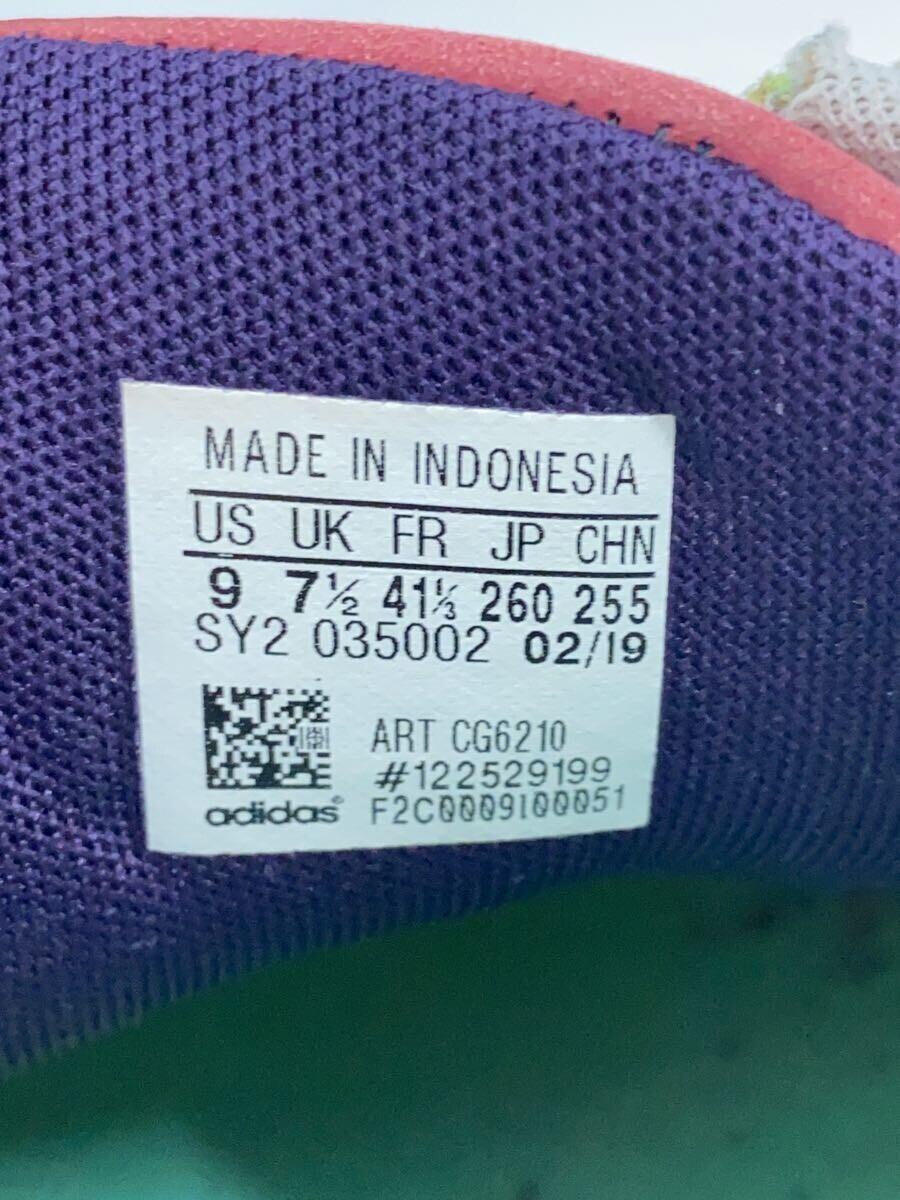 MADE IN INDONESIA
US UK FR JP CHN
9 7½ 41⅓ 260 255
SY2 035002 02/19
ART CG6210
#122529199
adidas® F2C0009100051